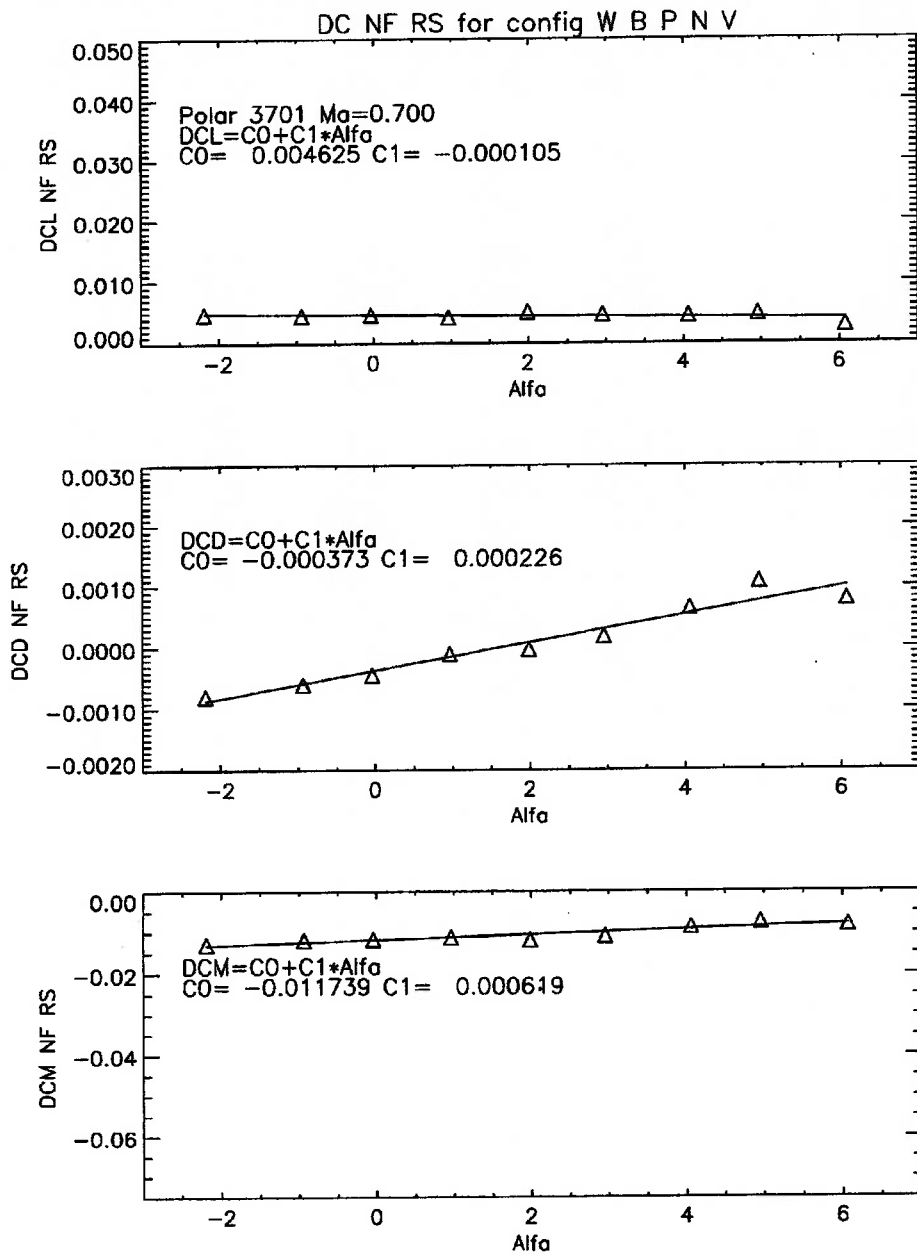 DC NF RS for config W B P N V
0.050
0.040
0.030
0.020
0.010
0.000
DCL NF RS
Polar 3701 Ma=0.700
DCL=C0+C1*Alfa
C0= 0.004625 C1= -0.000105
-2 0 2 4 6
Alfa
0.0030
0.0020
0.0010
0.0000
-0.0010
-0.0020
DCD NF RS
DCD=C0+C1*Alfa
C0= -0.000373 C1= 0.000226
-2 0 2 4 6
Alfa
0.00
-0.02
-0.04
-0.06
DCM NF RS
DCM=C0+C1*Alfa
C0= -0.011739 C1= 0.000619
-2 0 2 4 6
Alfa